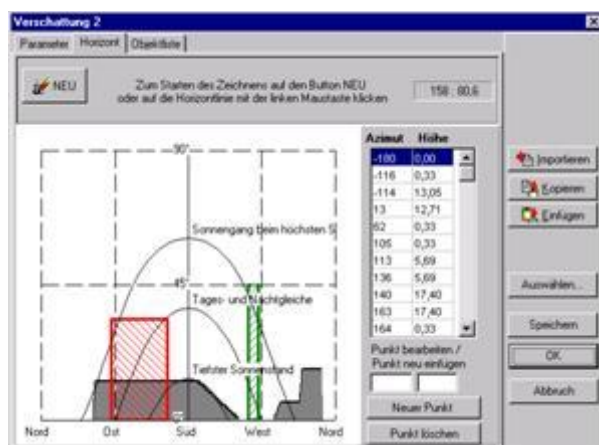 Verschattung 2
Parameter Horizont Objektliste
NEU
Zum Starten des Zeichnens auf den Button NEU
oder auf die Horizontlinie mit der linken Maustaste klicken
158 : 80,6
Azimut Höhe
-180 0,00
-116 0,33
-114 13,05
13 12,71
62 0,33
105 0,33
113 5,69
136 5,69
140 17,40
163 17,40
164 0,33
90°
Sonnengang beim höchsten S
45°
Tages- und Nachtgleiche
Tiefster Sonnenstand
Nord Ost Süd West Nord
Punkt bearbeiten /
Punkt neu einfügen
Neuer Punkt
Punkt löschen
Importieren
Kopieren
Einfügen
Auswählen...
Speichern
OK
Abbruch